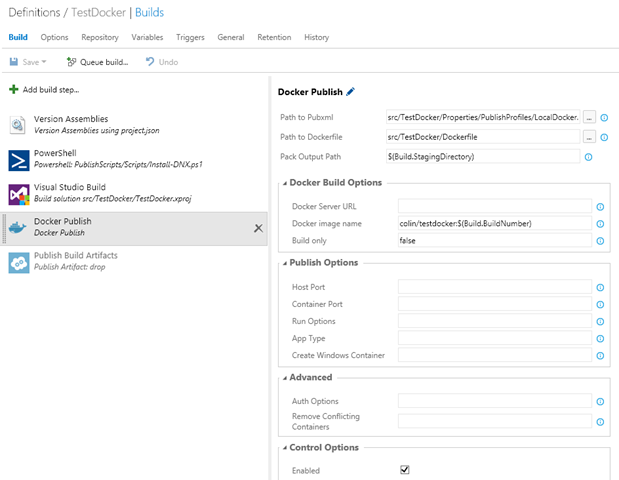 Definitions / TestDocker | Builds
Build Options Repository Variables Triggers General Retention History
Save Queue build... Undo
Add build step...
Version Assemblies
Version Assemblies using project.json
PowerShell
Powershell: PublishScripts/Scripts/Install-DNX.ps1
Visual Studio Build
Build solution src/TestDocker/TestDocker.xproj
Docker Publish
Docker Publish
Publish Build Artifacts
Publish Artifact: drop
Docker Publish
Path to Pubxml src/TestDocker/Properties/PublishProfiles/LocalDocker. ...
Path to Dockerfile src/TestDocker/Dockerfile ...
Pack Output Path $(Build.StagingDirectory)
Docker Build Options
Docker Server URL
Docker image name colin/testdocker:$(Build.BuildNumber)
Build only false
Publish Options
Host Port
Container Port
Run Options
App Type
Create Windows Container
Advanced
Auth Options
Remove Conflicting
Containers
Control Options
Enabled